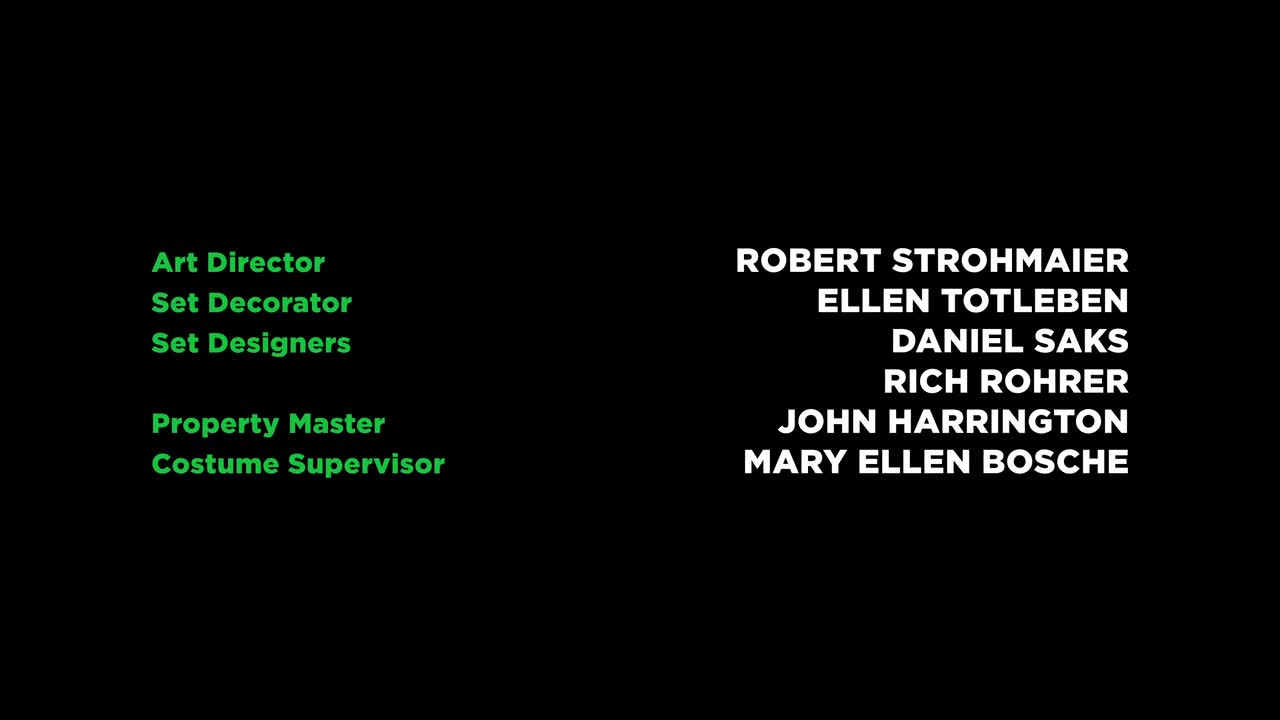 Art Director ROBERT STROHMAIER
Set Decorator ELLEN TOTLEBEN
Set Designers DANIEL SAKS
RICH ROHRER
Property Master JOHN HARRINGTON
Costume Supervisor MARY ELLEN BOSCHE